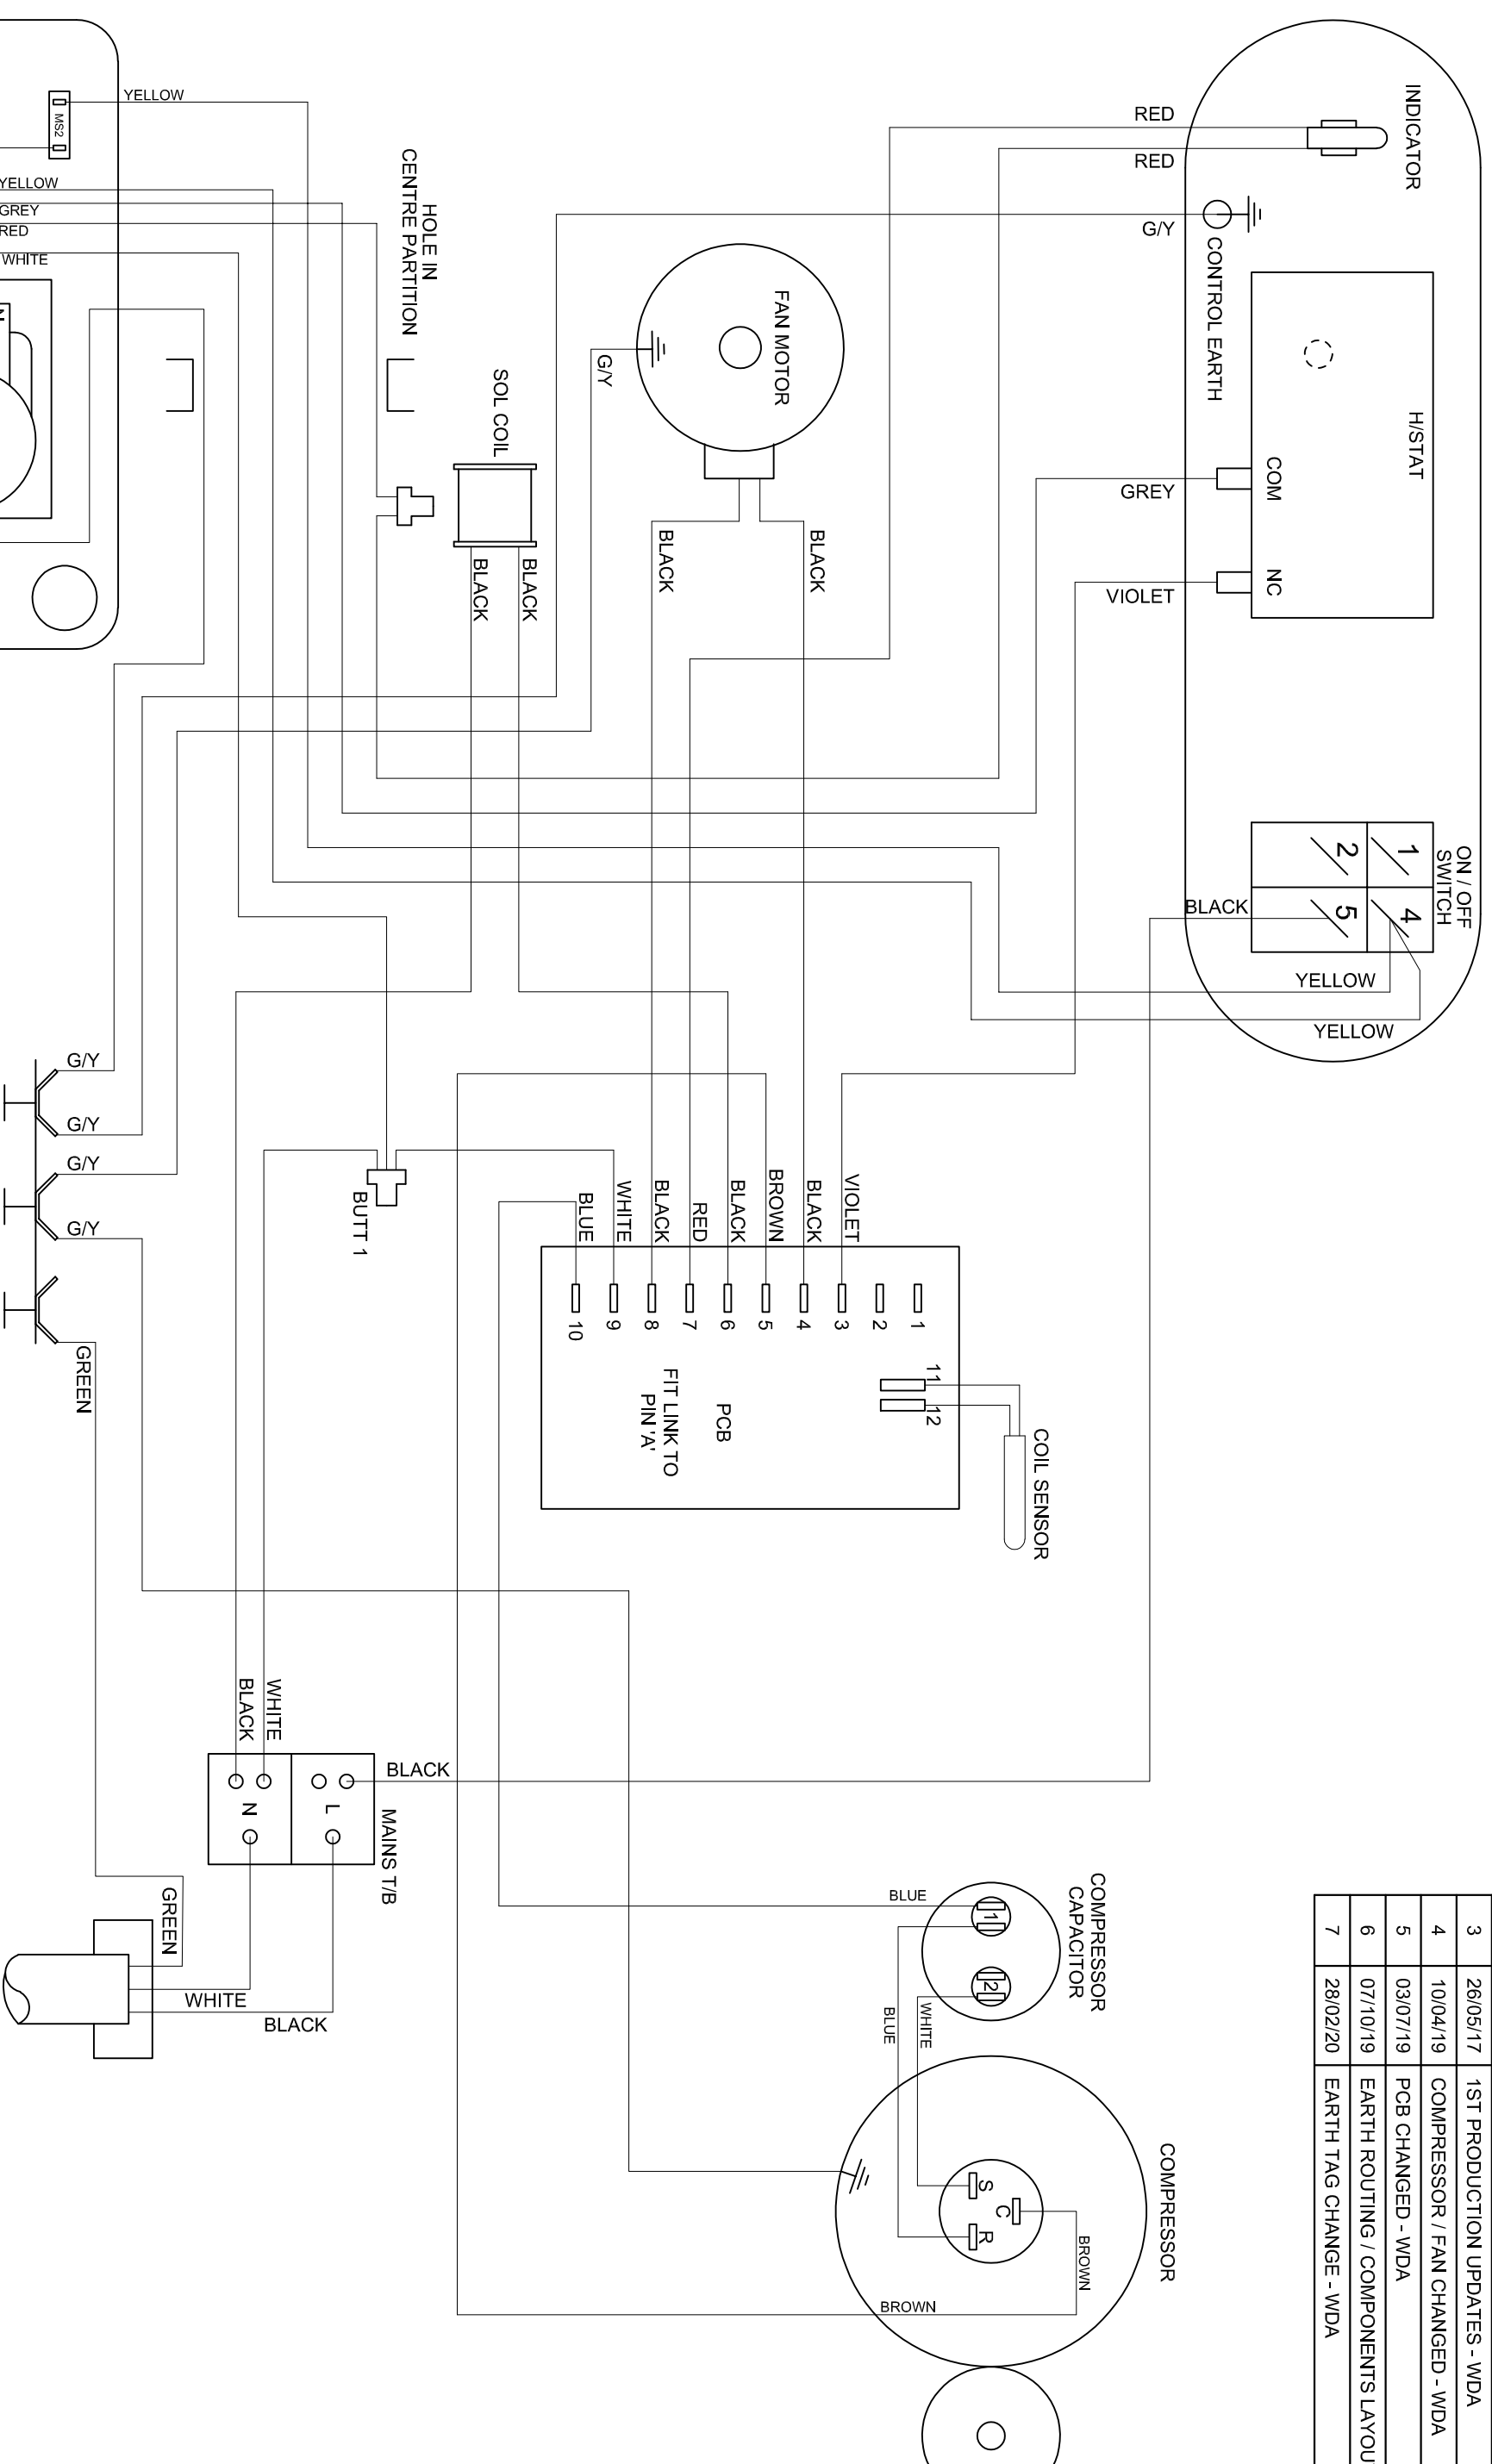 INDICATOR
RED
RED
G/Y
CONTROL EARTH
H/STAT
COM
NC
GREY
VIOLET
ON / OFF
SWITCH
1
2
4
5
BLACK
YELLOW
YELLOW
YELLOW
MS2
YELLOW
GREY
RED
WHITE
HOLE IN
CENTRE PARTITION
SOL COIL
BLACK
BLACK
FAN MOTOR
G/Y
BLACK
BLACK
G/Y
G/Y
G/Y
G/Y
GREEN
BUTT 1
BLUE
WHITE
BLACK
RED
BLACK
BROWN
BLACK
VIOLET
10
9
8
7
6
5
4
3
2
1
11
12
PCB
FIT LINK TO
PIN 'A'
COIL SENSOR
WHITE
BLACK
BLACK
N
L
MAINS T/B
GREEN
WHITE
BLACK
COMPRESSOR
CAPACITOR
BLUE
1
2
WHITE
BLUE
COMPRESSOR
S
C
R
BROWN
BROWN
3 26/05/17 1ST PRODUCTION UPDATES - WDA
4 10/04/19 COMPRESSOR / FAN CHANGED - WDA
5 03/07/19 PCB CHANGED - WDA
6 07/10/19 EARTH ROUTING / COMPONENTS LAYOU
7 28/02/20 EARTH TAG CHANGE - WDA